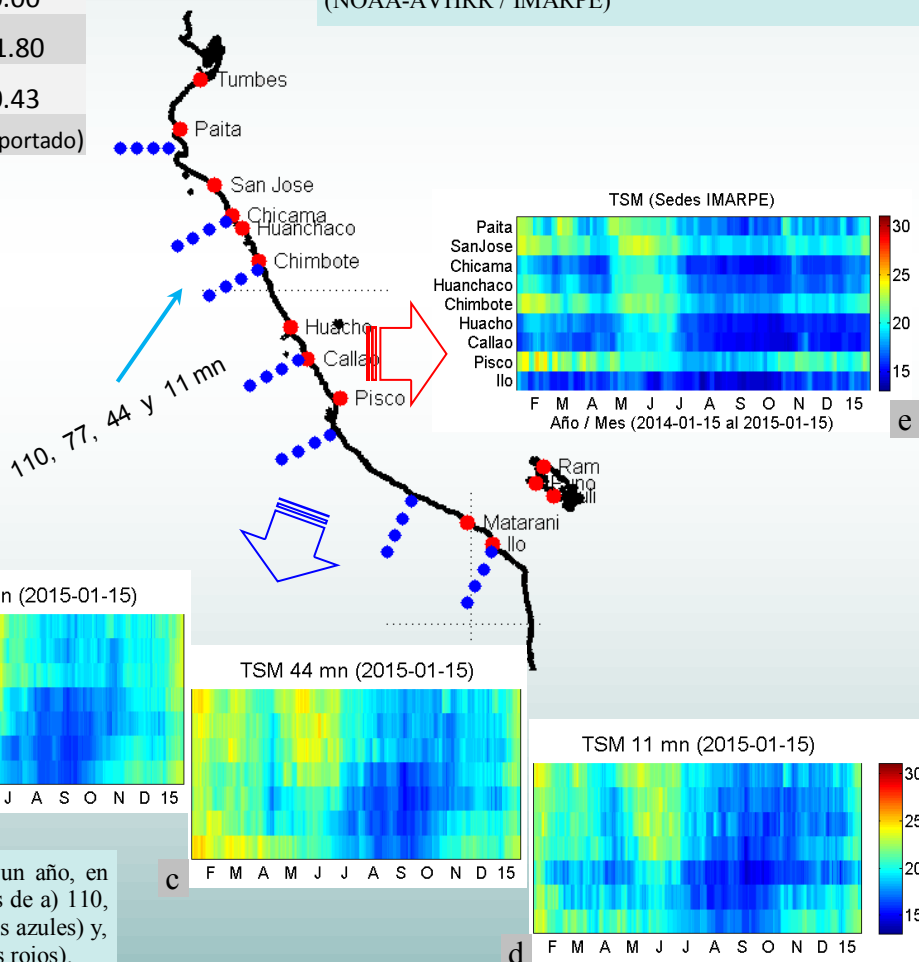 1.80
0.43
portado)
(NOAA-AVHRR / IMARPE)
Tumbes
Paita
San Jose
Chicama
Huanchaco
Chimbote
Huacho
Callao
Pisco
Matarani
Ilo
Ram
110, 77, 44 y 11 mn
TSM (Sedes IMARPE)
Paita
SanJose
Chicama
Huanchaco
Chimbote
Huacho
Callao
Pisco
Ilo
30
25
20
15
F M A M J J A S O N D 15
Año / Mes (2014-01-15 al 2015-01-15)
e
n (2015-01-15)
J A S O N D 15
TSM 44 mn (2015-01-15)
F M A M J J A S O N D 15
c
TSM 11 mn (2015-01-15)
30
25
20
15
F M A M J J A S O N D 15
d
un año, en
s de a) 110,
s azules) y,
s rojos).